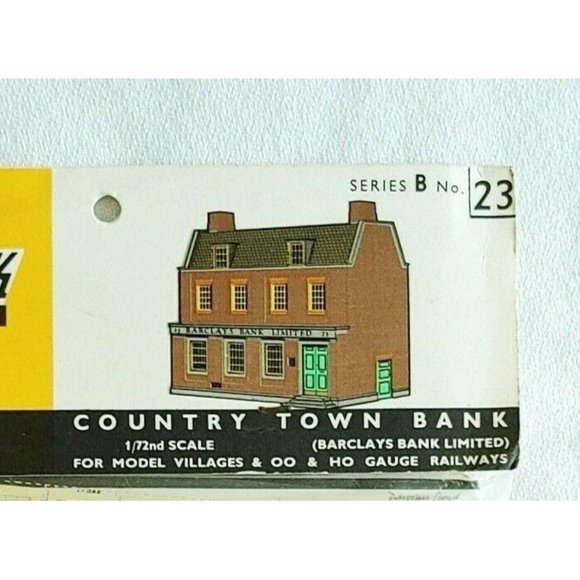 SERIES B No. 23
BARCLAYS BANK LIMITED
COUNTRY TOWN BANK
1/72nd SCALE (BARCLAYS BANK LIMITED)
FOR MODEL VILLAGES & OO & HO GAUGE RAILWAYS